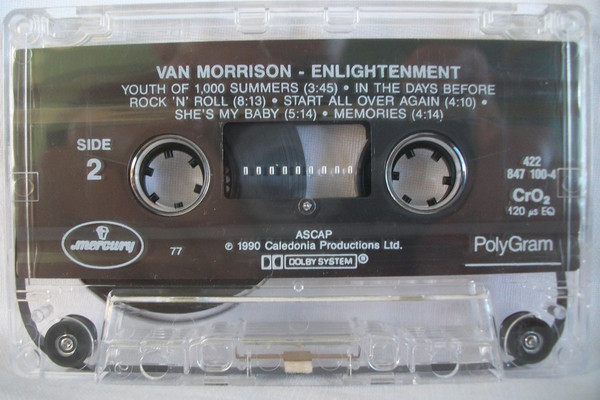 VAN MORRISON - ENLIGHTENMENT
YOUTH OF 1,000 SUMMERS (3:45) • IN THE DAYS BEFORE
ROCK 'N' ROLL (8:13) • START ALL OVER AGAIN (4:10) •
SHE'S MY BABY (5:14) • MEMORIES (4:14)
SIDE
2
422
847 100-4
CrO₂
120 µs EQ
mercury
77
ASCAP
℗ 1990 Caledonia Productions Ltd.
DOLBY SYSTEM ®
PolyGram